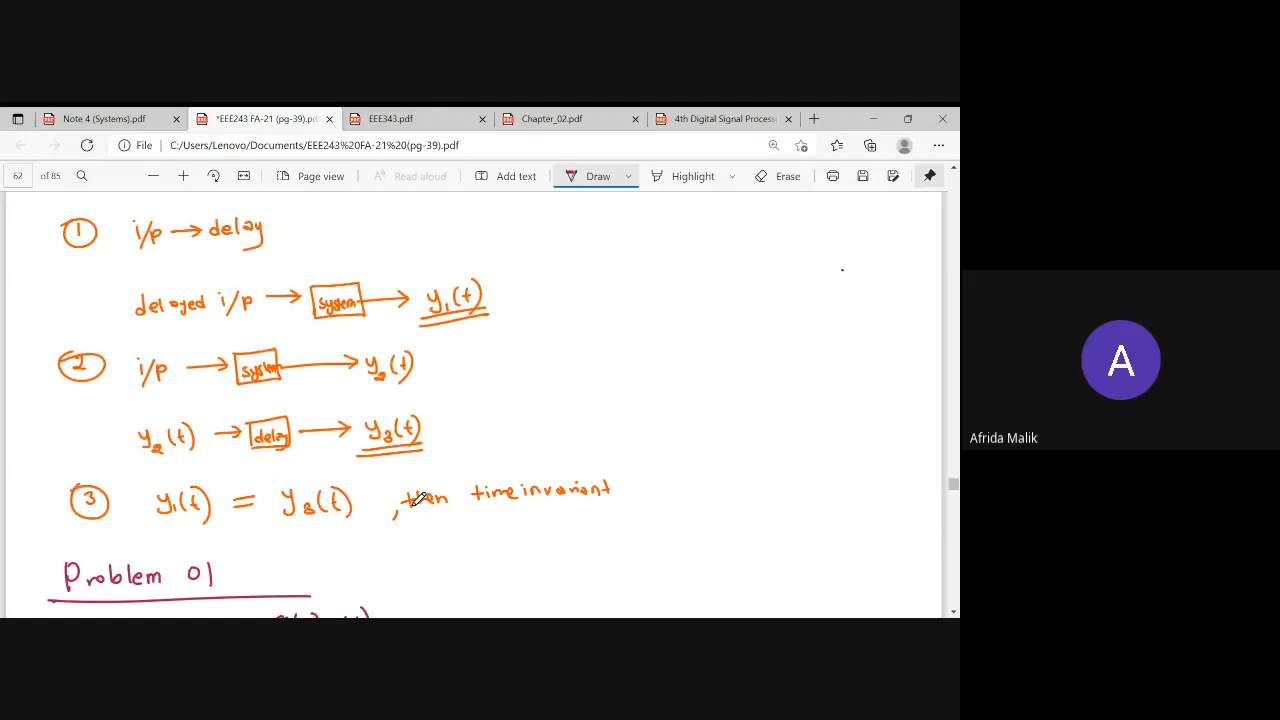 Note 4 (Systems).pdf
*EEE243 FA-21 (pg-39).pd
EEE343.pdf
Chapter_02.pdf
4th Digital Signal Process
File C:/Users/Lenovo/Documents/EEE243%20FA-21%20(pg-39).pdf
62 of 85 Page view Read aloud Add text Draw Highlight Erase
1 i/p → delay
delayed i/p → system → y₁(t)
2 i/p → system → y₂(t)
y₂(t) → delay → y₃(t)
3 y₁(t) = y₃(t) , then time invariant
Problem 01
A
Afrida Malik